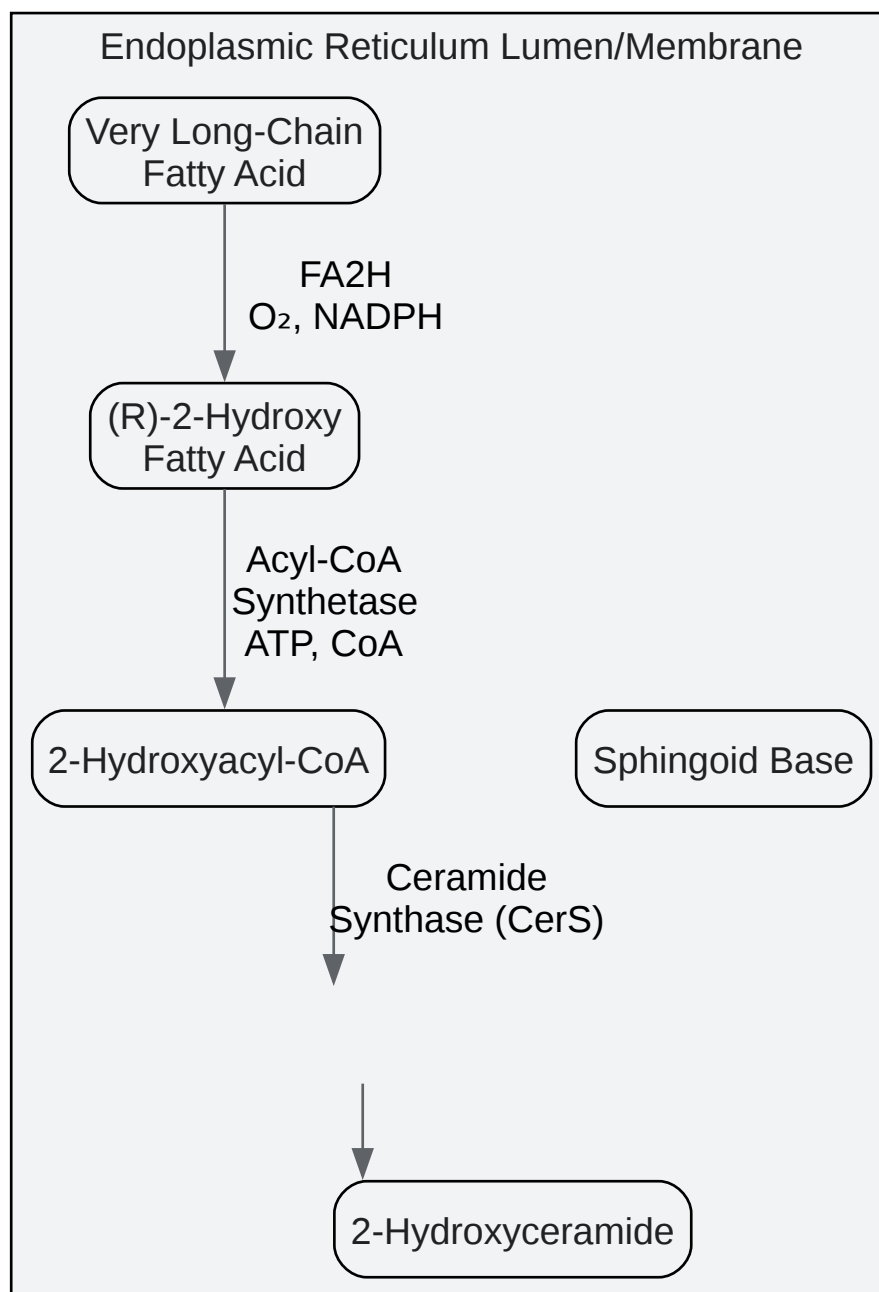 Endoplasmic Reticulum Lumen/Membrane
Very Long-Chain
Fatty Acid
FA2H
O₂, NADPH
(R)-2-Hydroxy
Fatty Acid
Acyl-CoA
Synthetase
ATP, CoA
2-Hydroxyacyl-CoA
Sphingoid Base
Ceramide
Synthase (CerS)
2-Hydroxyceramide